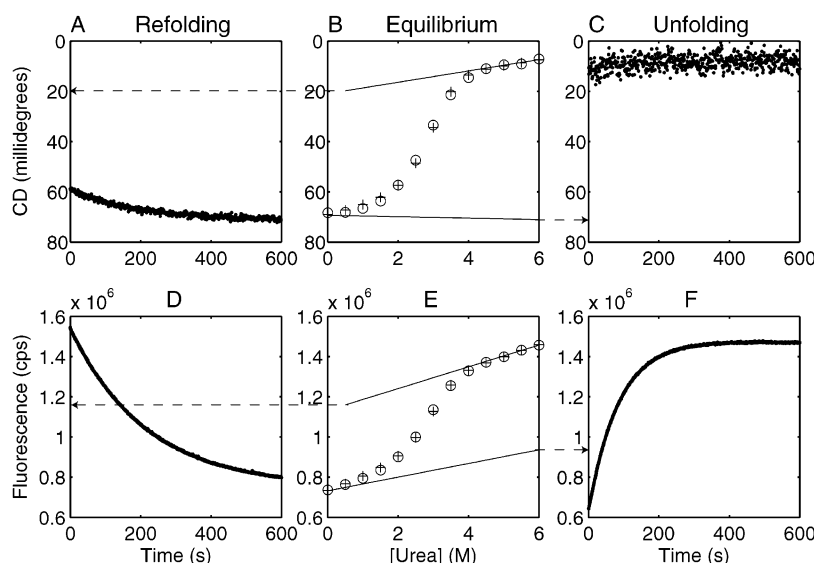 A Refolding B Equilibrium C Unfolding
CD (millidegrees)
0 0 0
20 20 20
40 40 40
60 60 60
80 80 80
0 200 400 600 0 2 4 6 0 200 400 600
x 10^6 D x 10^6 E x 10^6 F
Fluorescence (cps)
1.6 1.6 1.6
1.4 1.4 1.4
1.2 1.2 1.2
1 1 1
0.8 0.8 0.8
0.6 0.6 0.6
0 200 400 600 0 2 4 6 0 200 400 600
Time (s) [Urea] (M) Time (s)